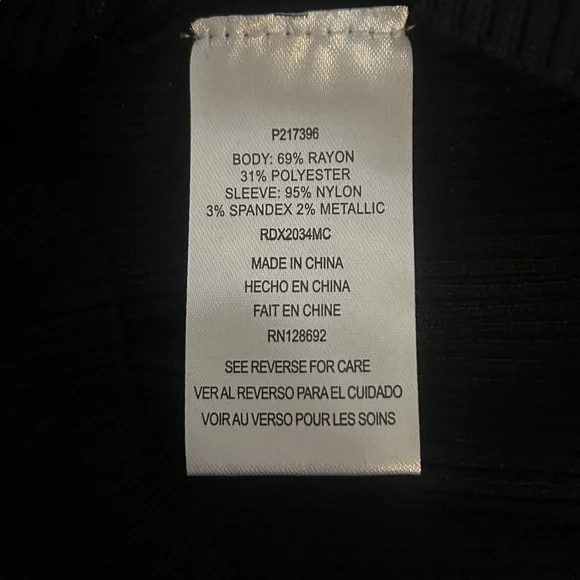 P217396
BODY: 69% RAYON
31% POLYESTER
SLEEVE: 95% NYLON
3% SPANDEX 2% METALLIC
RDX2034MC
MADE IN CHINA
HECHO EN CHINA
FAIT EN CHINE
RN128692
SEE REVERSE FOR CARE
VER AL REVERSO PARA EL CUIDADO
VOIR AU VERSO POUR LES SOINS